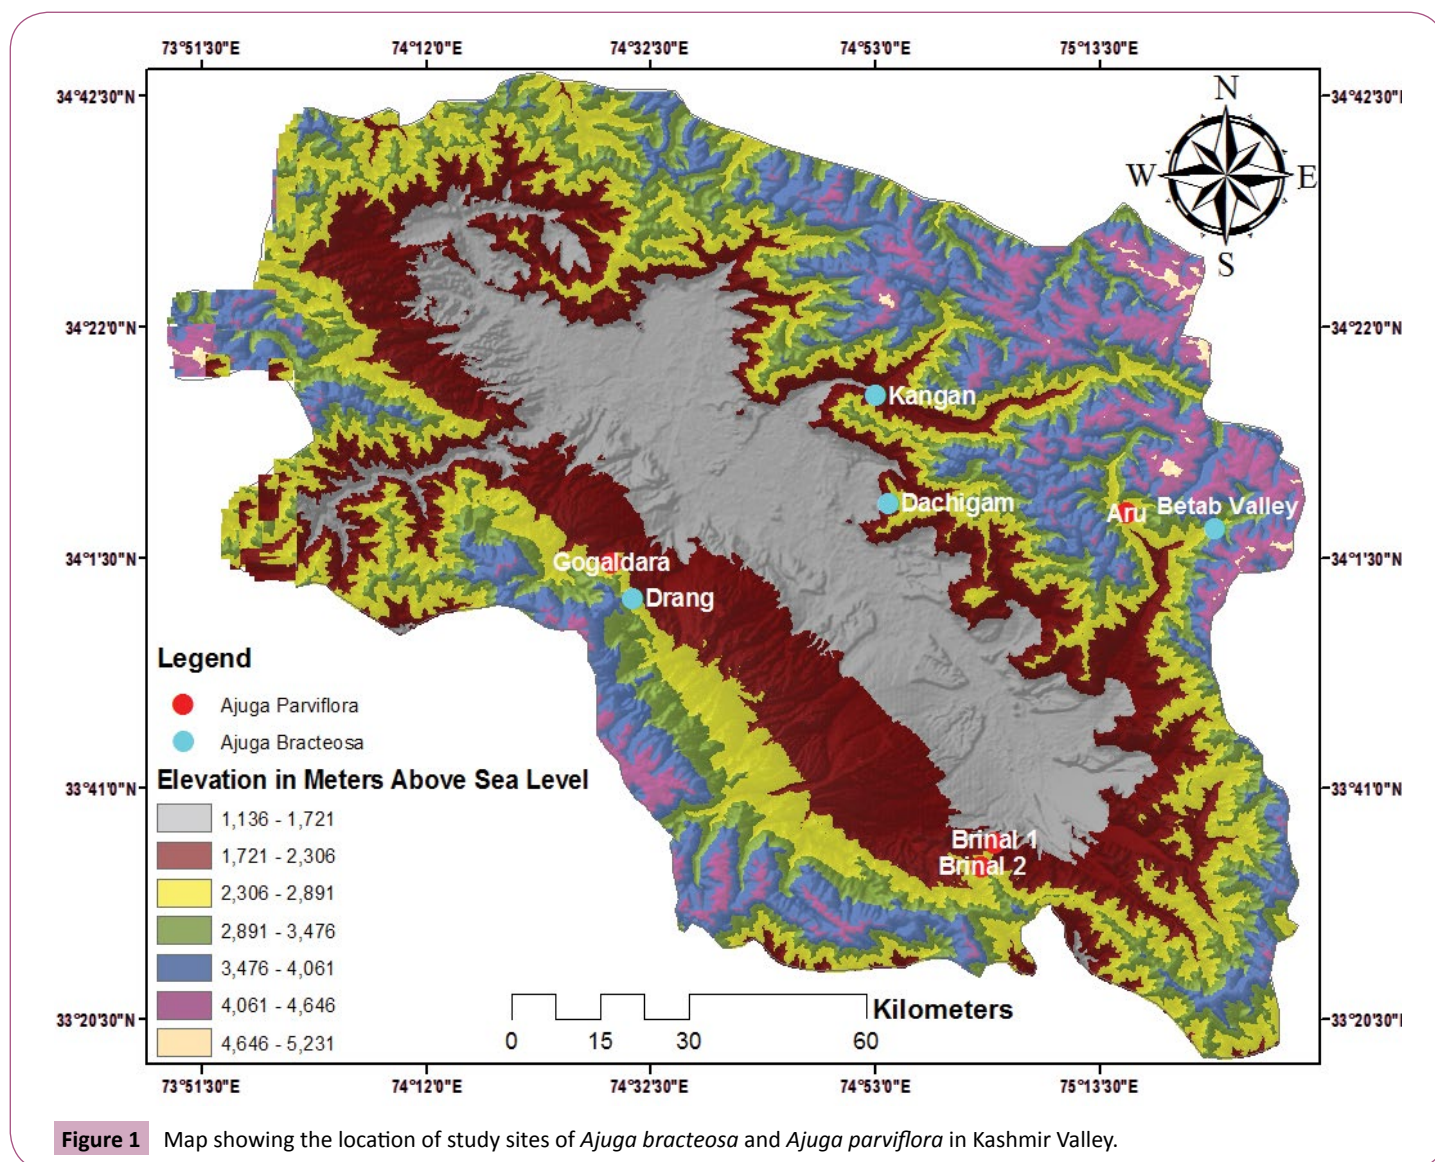 73°51'30"E 74°12'0"E 74°32'30"E 74°53'0"E 75°13'30"E
34°42'30"N 34°42'30"I
N
W E
S
34°22'0"N 34°22'0"N
Kangan
Dachigam
Aru Betab Valley
34°1'30"N 34°1'30"N
Gogaldara
Drang
Legend
Ajuga Parviflora
Ajuga Bracteosa
Elevation in Meters Above Sea Level
33°41'0"N 33°41'0"N
1,136 - 1,721
1,721 - 2,306
2,306 - 2,891
2,891 - 3,476
3,476 - 4,061
4,061 - 4,646
4,646 - 5,231
Brinal 1
Brinal 2
Kilometers
0 15 30 60
33°20'30"N 33°20'30"N
73°51'30"E 74°12'0"E 74°32'30"E 74°53'0"E 75°13'30"E
Figure 1 Map showing the location of study sites of Ajuga bracteosa and Ajuga parviflora in Kashmir Valley.